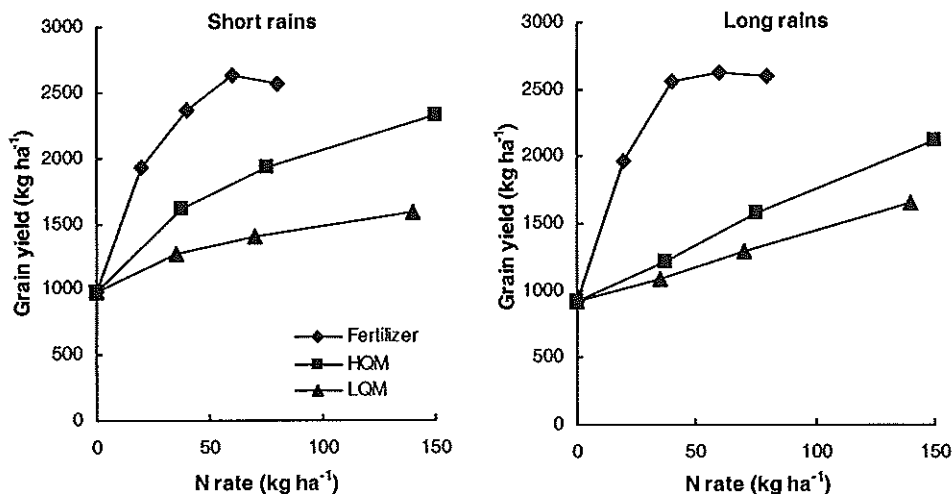 Short rains
3000
2500
2000
1500
1000
500
0
Grain yield (kg ha⁻¹)
Fertilizer
HQM
LQM
0 50 100 150
N rate (kg ha⁻¹)
Long rains
3000
2500
2000
1500
1000
500
0
Grain yield (kg ha⁻¹)
0 50 100 150
N rate (kg ha⁻¹)